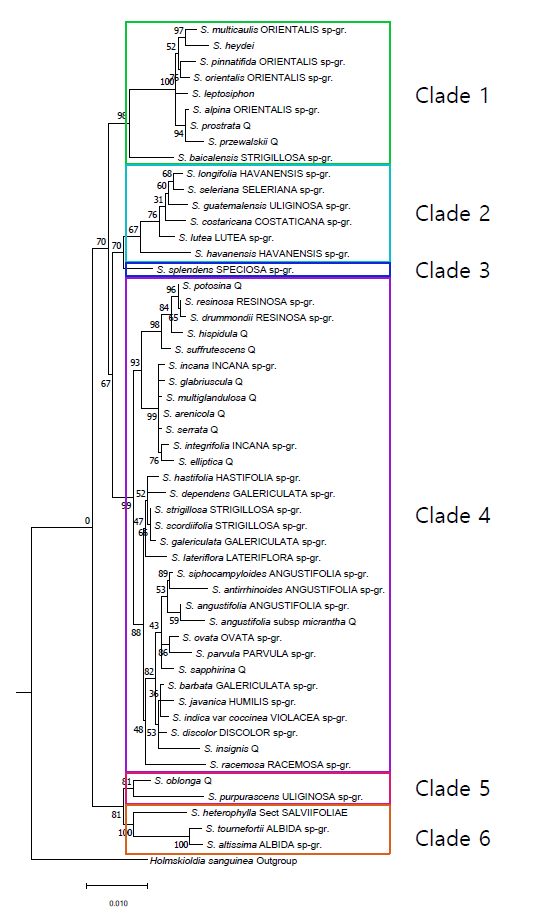 97
S. multicaulis ORIENTALIS sp-gr.
52
S. heydei
S. pinnatifida ORIENTALIS sp-gr.
76
S. orientalis ORIENTALIS sp-gr.
100
S. leptosiphon
Clade 1
S. alpina ORIENTALIS sp-gr.
98
S. prostrata Q
94
S. przewalskii Q
S. baicalensis STRIGILLOSA sp-gr.
68
S. longifolia HAVANENSIS sp-gr.
60
S. seleriana SELERIANA sp-gr.
31
S. guatemalensis ULIGINOSA sp-gr.
Clade 2
76
S. costaricana COSTATICANA sp-gr.
67
S. lutea LUTEA sp-gr.
70
70
S. havanensis HAVANENSIS sp-gr.
S. splendens SPECIOSA sp-gr.
Clade 3
96
S. potosina Q
S. resinosa RESINOSA sp-gr.
84
65
S. drummondii RESINOSA sp-gr.
98
S. hispidula Q
S. suffrutescens Q
93
S. incana INCANA sp-gr.
67
S. glabriuscula Q
S. multiglandulosa Q
99
S. arenicola Q
S. serrata Q
S. integrifolia INCANA sp-gr.
76
S. elliptica Q
S. hastifolia HASTIFOLIA sp-gr.
52
S. dependens GALERICULATA sp-gr.
99
S. strigillosa STRIGILLOSA sp-gr.
Clade 4
0
47
S. scordiifolia STRIGILLOSA sp-gr.
S. galericulata GALERICULATA sp-gr.
S. lateriflora LATERIFLORA sp-gr.
89
S. siphocampyloides ANGUSTIFOLIA sp-gr.
53
S. antirrhinoides ANGUSTIFOLIA sp-gr.
S. angustifolia ANGUSTIFOLIA sp-gr.
59
S. angustifolia subsp micrantha Q
43
88
S. ovata OVATA sp-gr.
86
S. parvula PARVULA sp-gr.
82
S. sapphirina Q
S. barbata GALERICULATA sp-gr.
36
S. javanica HUMILIS sp-gr.
S. indica var coccinea VIOLACEA sp-gr.
48
53
S. discolor DISCOLOR sp-gr.
S. insignis Q
S. racemosa RACEMOSA sp-gr.
81
S. oblonga Q
Clade 5
S. purpurascens ULIGINOSA sp-gr.
81
S. heterophylla Sect SALVIIFOLIAE
100
S. tournefortii ALBIDA sp-gr.
Clade 6
100
S. altissima ALBIDA sp-gr.
Holmskioldia sanguinea Outgroup
0.010